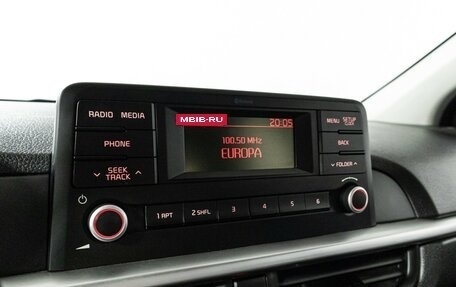 Bluetooth
RADIO MEDIA
MBIE-RU
20:05
MENU SETUP
PHONE
100.50 MHz
EUROPA
BACK
SEEK
TRACK
FOLDER
1 RPT 2 SHFL 3 4 5 6